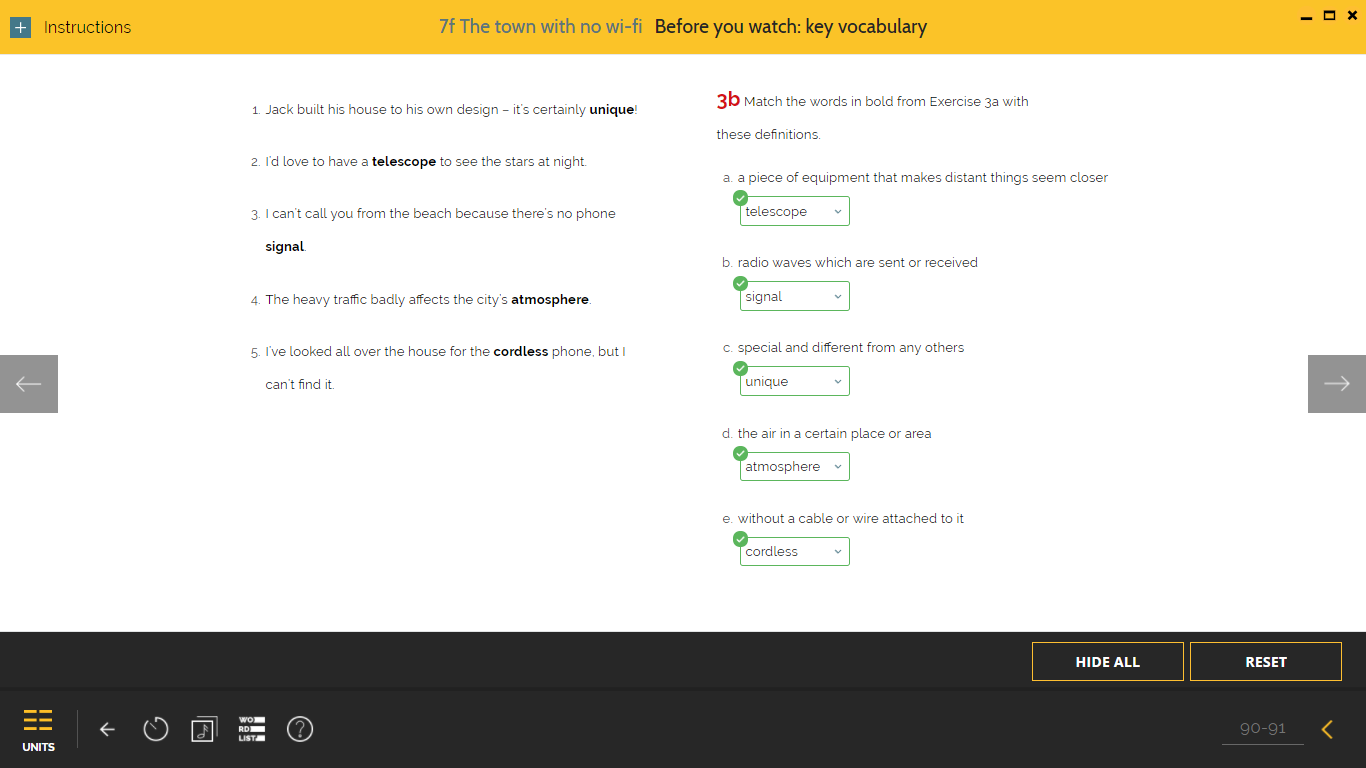 Instructions
7f The town with no wi-fi Before you watch: key vocabulary
1. Jack built his house to his own design – it's certainly unique!
2. I'd love to have a telescope to see the stars at night.
3. I can't call you from the beach because there's no phone
signal.
4. The heavy traffic badly affects the city's atmosphere.
5. I've looked all over the house for the cordless phone, but I
can't find it.
3b Match the words in bold from Exercise 3a with
these definitions.
a. a piece of equipment that makes distant things seem closer
telescope
b. radio waves which are sent or received
signal
c. special and different from any others
unique
d. the air in a certain place or area
atmosphere
e. without a cable or wire attached to it
cordless
HIDE ALL
RESET
UNITS
WO
RD
LIST
90-91